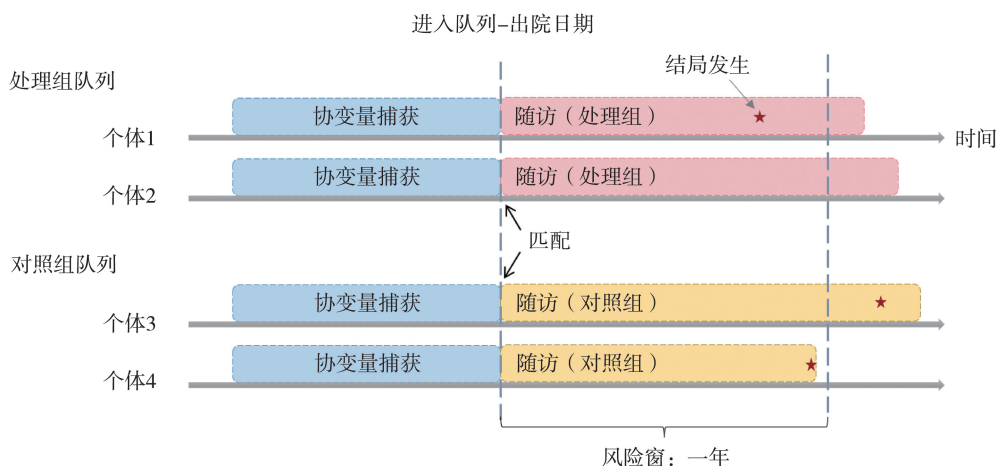 进入队列-出院日期
结局发生
处理组队列
协变量捕获
随访（处理组）
个体1
时间
协变量捕获
随访（处理组）
个体2
匹配
对照组队列
协变量捕获
随访（对照组）
个体3
协变量捕获
随访（对照组）
个体4
风险窗：一年